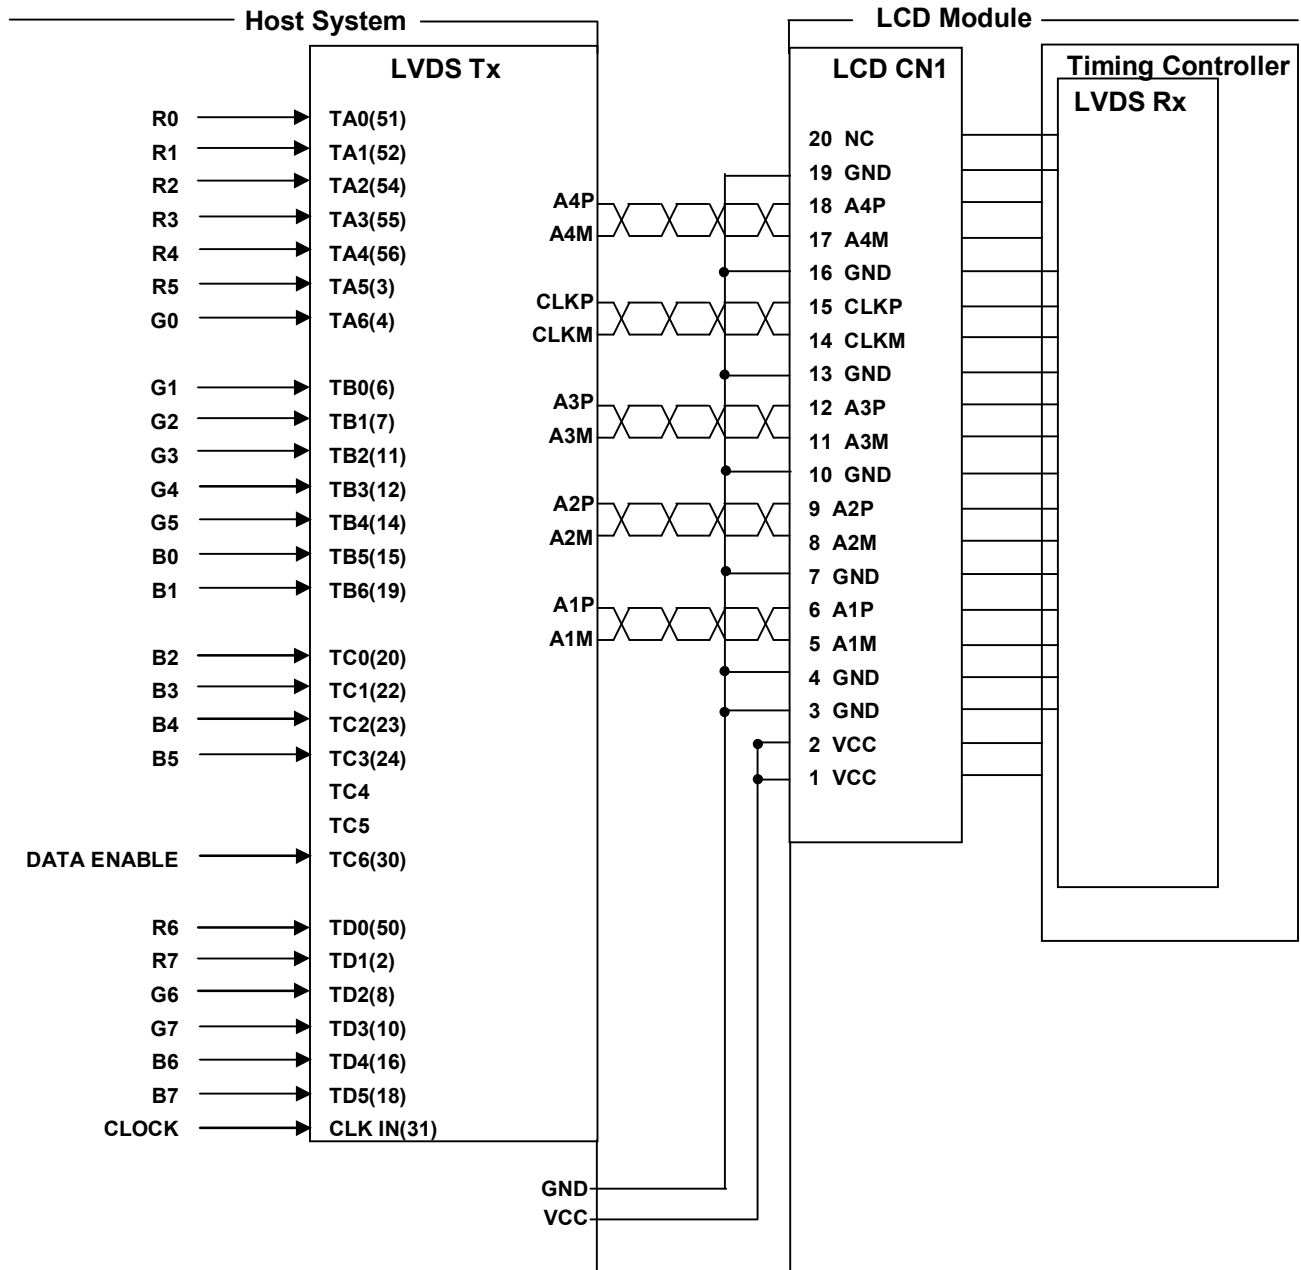 Host System
LCD Module
LVDS Tx
R0 TA0(51)
R1 TA1(52)
R2 TA2(54)
R3 TA3(55)
R4 TA4(56)
R5 TA5(3)
G0 TA6(4)
G1 TB0(6)
G2 TB1(7)
G3 TB2(11)
G4 TB3(12)
G5 TB4(14)
B0 TB5(15)
B1 TB6(19)
B2 TC0(20)
B3 TC1(22)
B4 TC2(23)
B5 TC3(24)
TC4
TC5
DATA ENABLE TC6(30)
R6 TD0(50)
R7 TD1(2)
G6 TD2(8)
G7 TD3(10)
B6 TD4(16)
B7 TD5(18)
CLOCK CLK IN(31)
A4P
A4M
CLKP
CLKM
A3P
A3M
A2P
A2M
A1P
A1M
GND
VCC
LCD CN1
20 NC
19 GND
18 A4P
17 A4M
16 GND
15 CLKP
14 CLKM
13 GND
12 A3P
11 A3M
10 GND
9 A2P
8 A2M
7 GND
6 A1P
5 A1M
4 GND
3 GND
2 VCC
1 VCC
Timing Controller
LVDS Rx